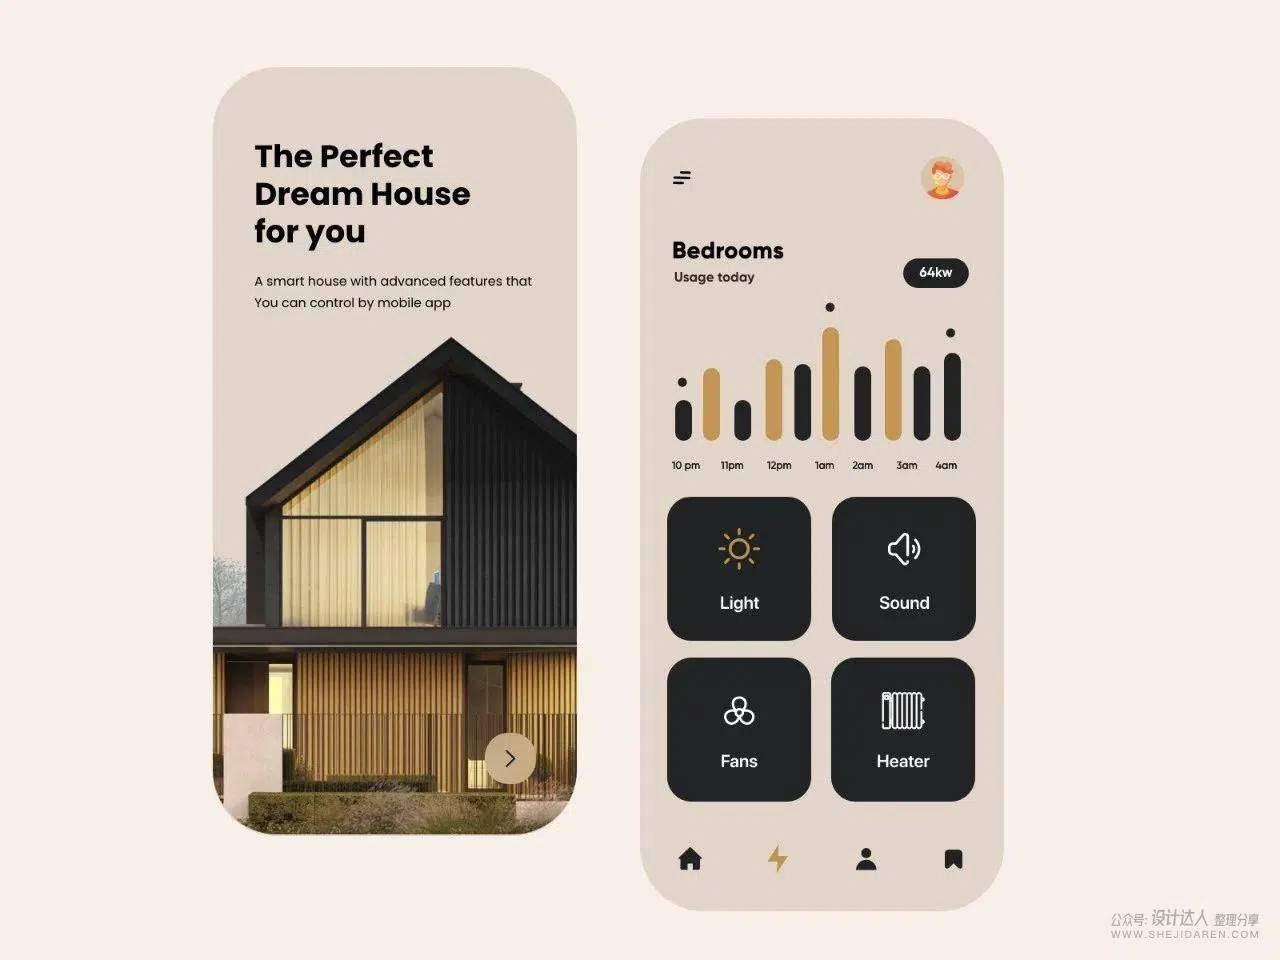 The Perfect
Dream House
for you
A smart house with advanced features that
You can control by mobile app
Bedrooms
Usage today
64kw
10 pm 11pm 12pm 1am 2am 3am 4am
Light
Sound
Fans
Heater
公众号: 设计达人 整理分享
WWW.SHEJIDAREN.COM